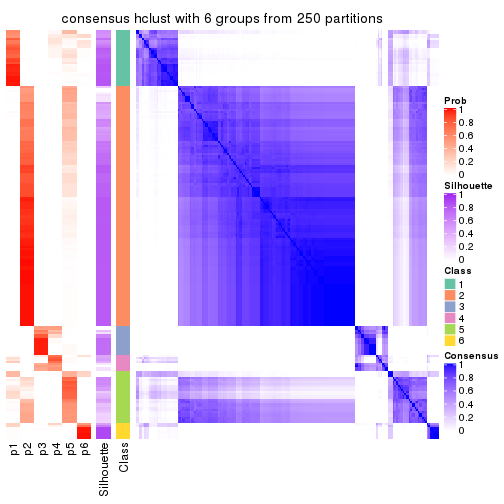 consensus hclust with 6 groups from 250 partitions
Prob
1
0.8
0.6
0.4
0.2
0
Silhouette
1
0.8
0.6
0.4
0.2
0
Class
1
2
3
4
5
6
Consensus
1
0.8
0.6
0.4
0.2
0
p1
p2
p3
p4
p5
p6
Silhouette
Class